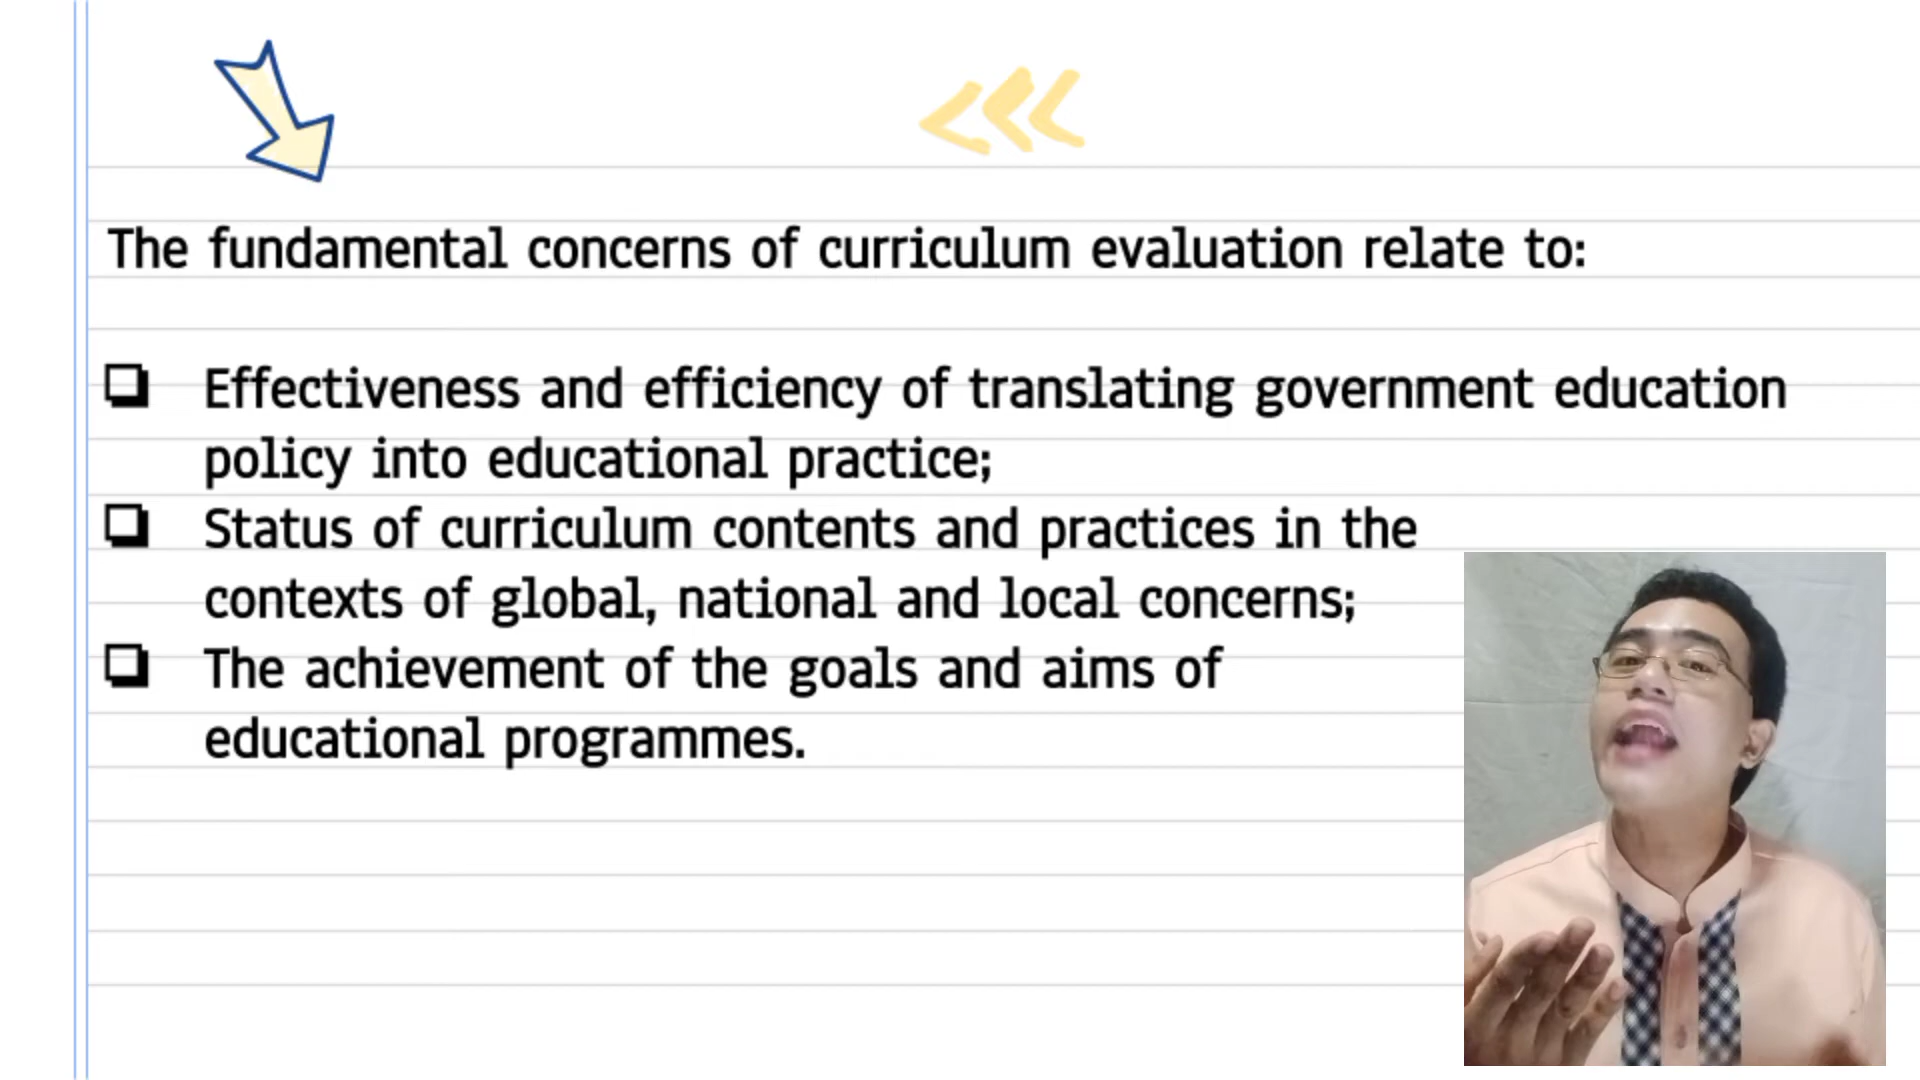 The fundamental concerns of curriculum evaluation relate to:
Effectiveness and efficiency of translating government education
policy into educational practice;
Status of curriculum contents and practices in the
contexts of global, national and local concerns;
The achievement of the goals and aims of
educational programmes.